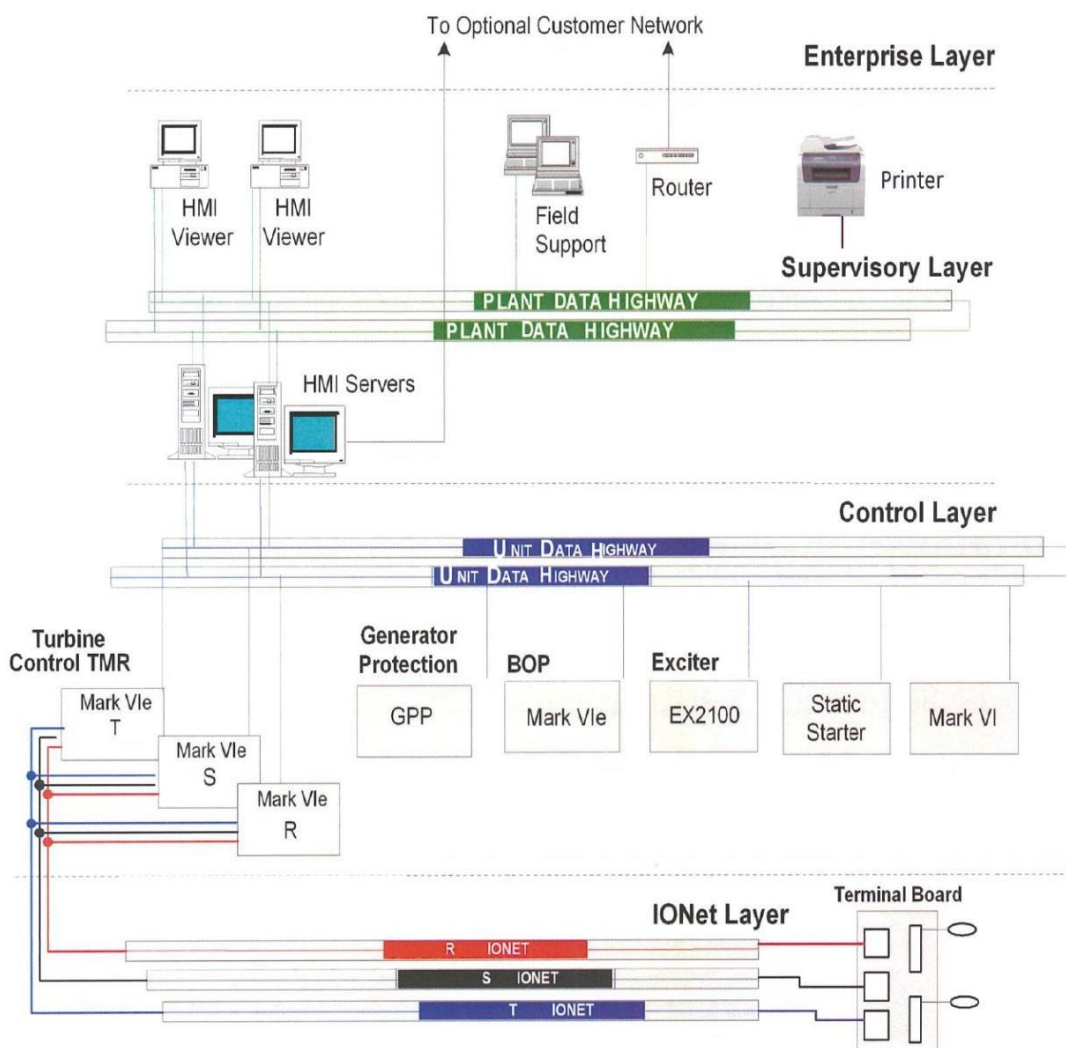 To Optional Customer Network
Enterprise Layer
HMI
Viewer
HMI
Viewer
Field
Support
Router
Printer
Supervisory Layer
PLANT DATA HIGHWAY
PLANT DATA HIGHWAY
HMI Servers
Control Layer
UNIT DATA HIGHWAY
UNIT DATA HIGHWAY
Turbine
Control TMR
Generator
Protection
BOP
Exciter
Mark VIe
T
GPP
Mark VIe
EX2100
Static
Starter
Mark VI
Mark VIe
S
Mark VIe
R
IONet Layer
Terminal Board
R IONET
S IONET
T IONET